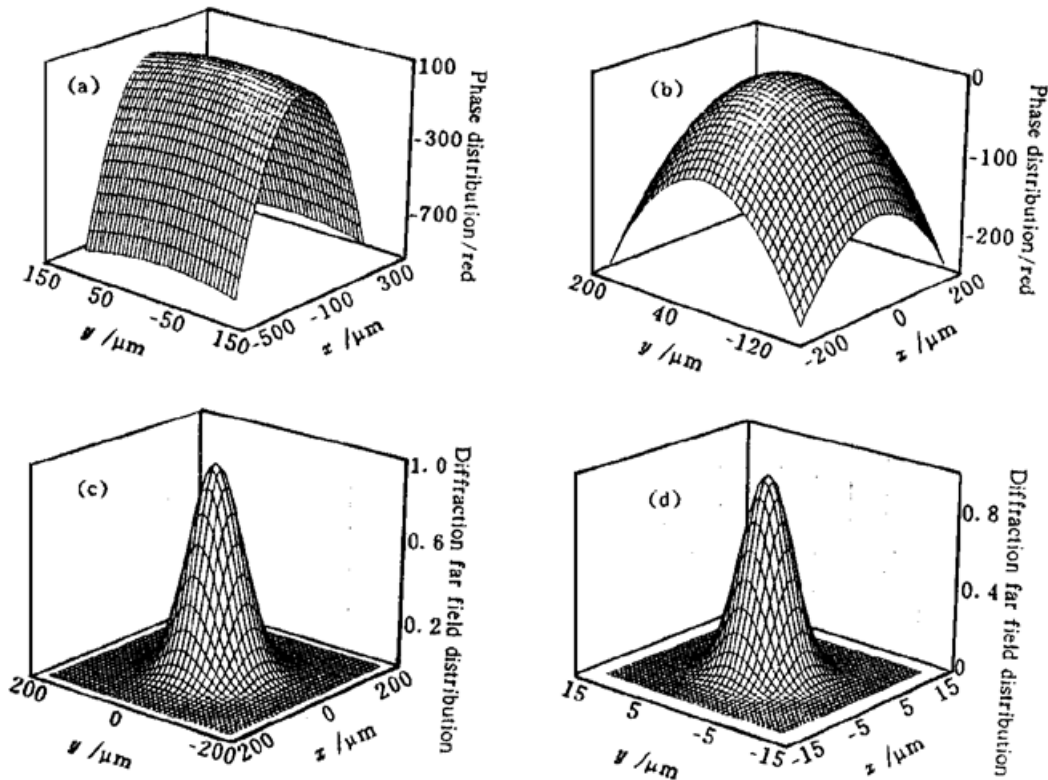 (a)
100
-300
-700
Phase distribution/red
150
50
-50
150
y /μm
-500
-100
300
x /μm
(b)
0
-100
-200
Phase distribution/red
200
40
-120
y /μm
-200
0
200
x /μm
(c)
1.0
0.6
0.2
Diffraction far field distribution
200
0
-200
y /μm
200
0
200
x /μm
(d)
0.8
0.4
0
Diffraction far field distribution
15
5
-5
-15
y /μm
-15
-5
5
15
x /μm